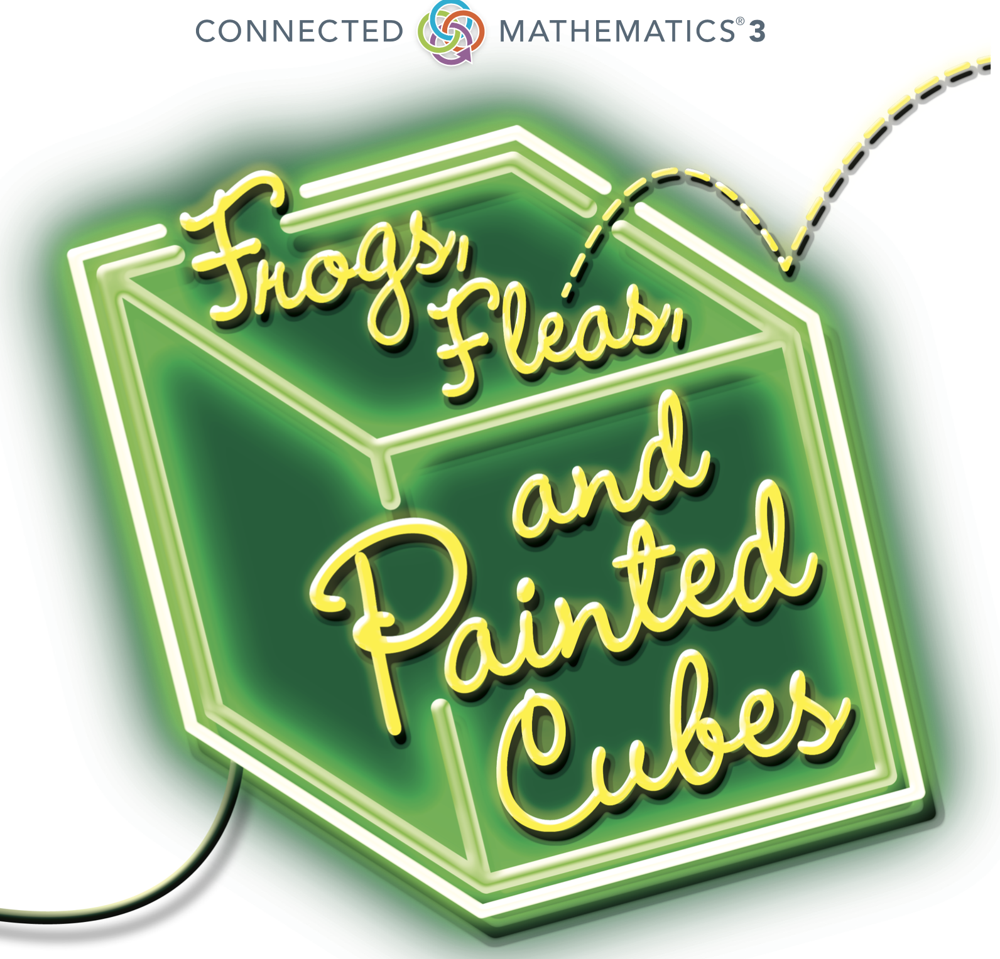 CONNECTED MATHEMATICS® 3
Frogs,
Fleas,
and
Painted
Cubes